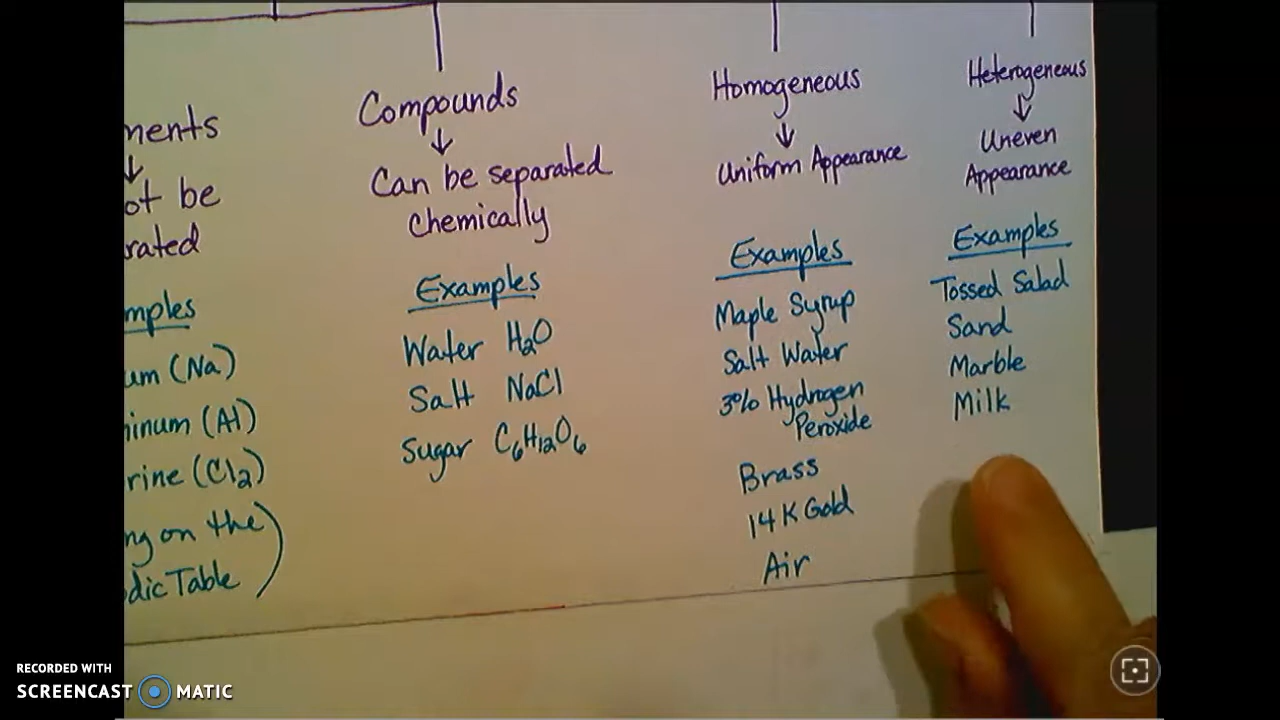 ments
ot be
rated
mples
um (Na)
inum (Al)
rine (Cl₂)
ng on the
dic Table)
Compounds
↓
Can be separated
Chemically
Examples
Water H₂O
Salt NaCl
Sugar C₆H₁₂O₆
Homogeneous
↓
Uniform Appearance
Examples
Maple Syrup
Salt Water
3% Hydrogen
Peroxide
Brass
14K Gold
Air
Heterogeneous
↓
Uneven
Appearance
Examples
Tossed Salad
Sand
Marble
Milk
RECORDED WITH
SCREENCAST MATIC